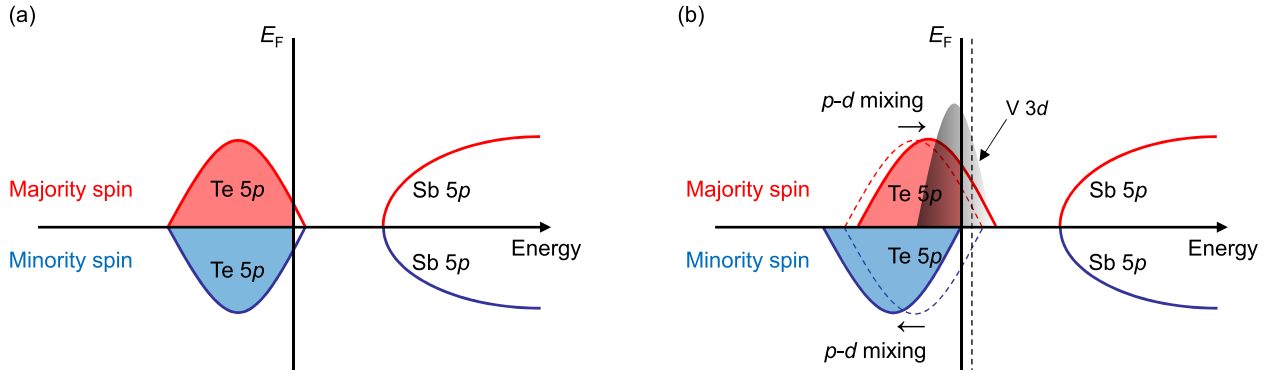 (a)
E_F
Majority spin
Te 5p
Sb 5p
Energy
Minority spin
Te 5p
Sb 5p
(b)
E_F
p-d mixing
V 3d
Majority spin
Te 5p
Sb 5p
Energy
Minority spin
Te 5p
Sb 5p
p-d mixing